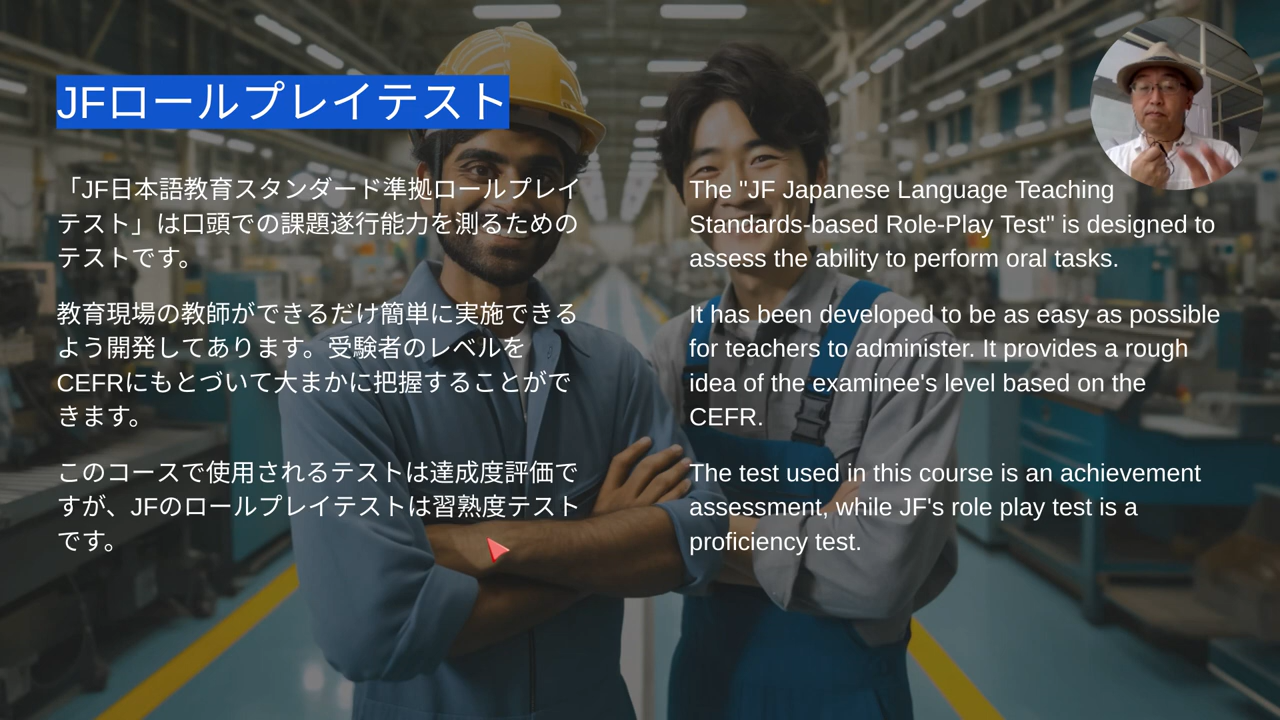 JFロールプレイテスト
「JF日本語教育スタンダード準拠ロールプレイ
テスト」は口頭での課題遂行能力を測るための
テストです。
教育現場の教師ができるだけ簡単に実施できる
よう開発してあります。受験者のレベルを
CEFRにもとづいて大まかに把握することがで
きます。
このコースで使用されるテストは達成度評価で
すが、JFのロールプレイテストは習熟度テスト
です。
The "JF Japanese Language Teaching
Standards-based Role-Play Test" is designed to
assess the ability to perform oral tasks.
It has been developed to be as easy as possible
for teachers to administer. It provides a rough
idea of the examinee's level based on the
CEFR.
The test used in this course is an achievement
assessment, while JF's role play test is a
proficiency test.